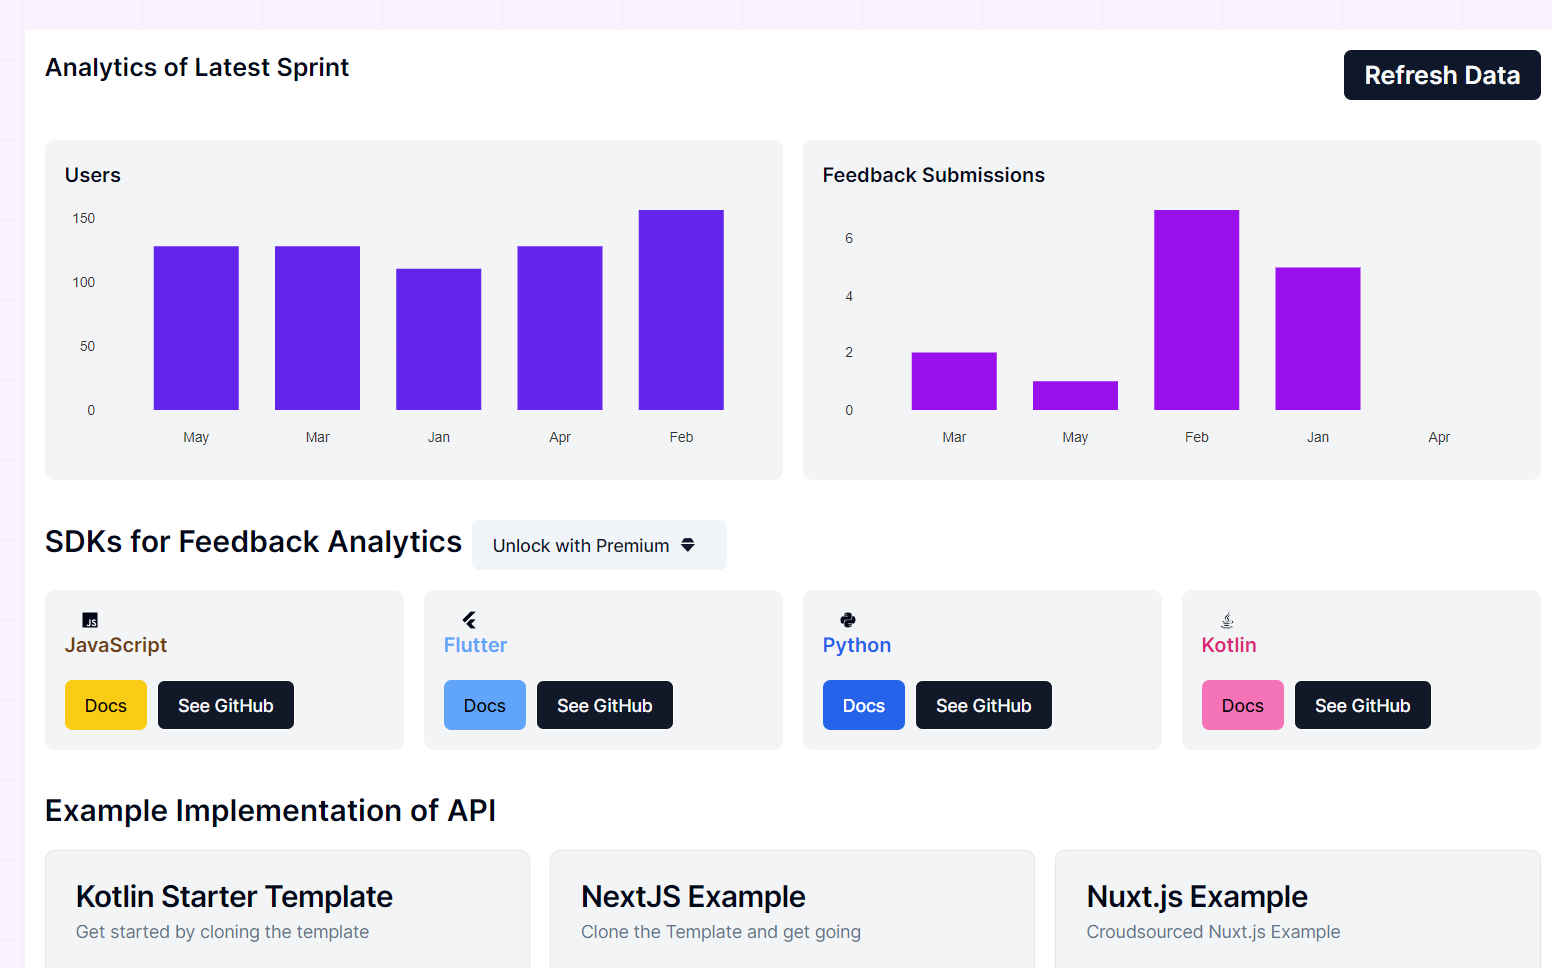 Analytics of Latest Sprint
Refresh Data
Users
150
100
50
0
May Mar Jan Apr Feb
Feedback Submissions
6
4
2
0
Mar May Feb Jan Apr
SDKs for Feedback Analytics
Unlock with Premium
JS
JavaScript
Docs See GitHub
Flutter
Docs See GitHub
Python
Docs See GitHub
Kotlin
Docs See GitHub
Example Implementation of API
Kotlin Starter Template
Get started by cloning the template
NextJS Example
Clone the Template and get going
Nuxt.js Example
Croudsourced Nuxt.js Example